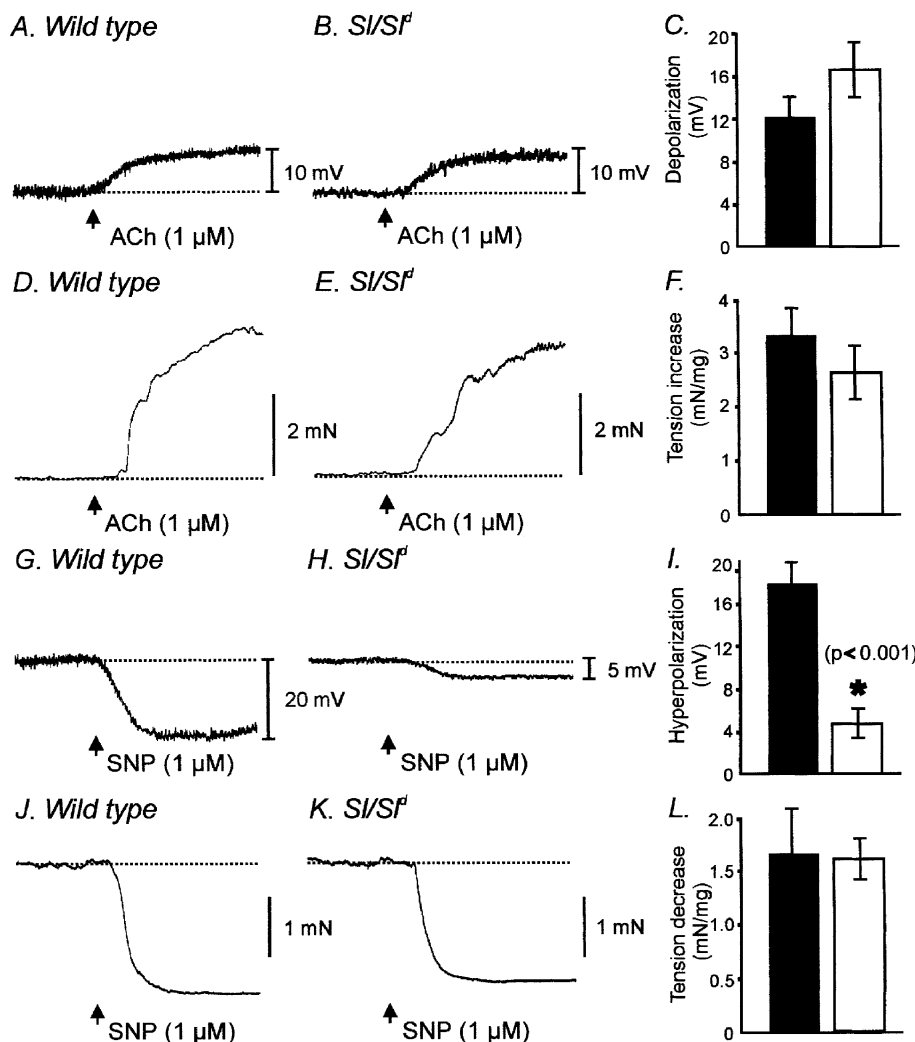 A. Wild type
B. Sl/Sl^d
C.
Depolarization (mV)
20
16
12
8
4
0
10 mV
10 mV
ACh (1 µM)
ACh (1 µM)
D. Wild type
E. Sl/Sl^d
F.
Tension increase (mN/mg)
4
3
2
1
0
2 mN
2 mN
ACh (1 µM)
ACh (1 µM)
G. Wild type
H. Sl/Sl^d
I.
Hyperpolarization (mV)
20
16
12
8
4
0
(p<0.001)
*
20 mV
5 mV
SNP (1 µM)
SNP (1 µM)
J. Wild type
K. Sl/Sl^d
L.
Tension decrease (mN/mg)
2.0
1.5
1.0
0.5
0
1 mN
1 mN
SNP (1 µM)
SNP (1 µM)